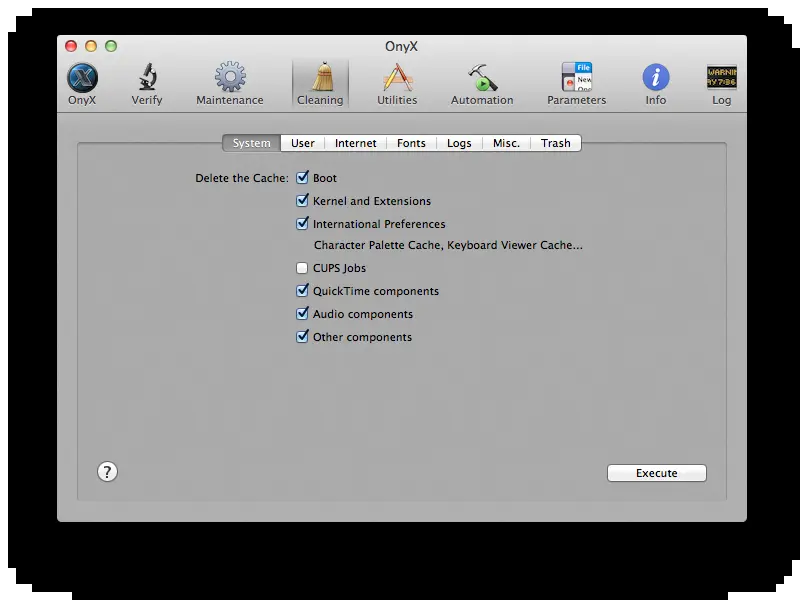 OnyX
OnyX Verify Maintenance Cleaning Utilities Automation Parameters Info Log
File
New
WARNIN
AY 7:36
System User Internet Fonts Logs Misc. Trash
Delete the Cache: Boot
Kernel and Extensions
International Preferences
Character Palette Cache, Keyboard Viewer Cache...
CUPS Jobs
QuickTime components
Audio components
Other components
? Execute